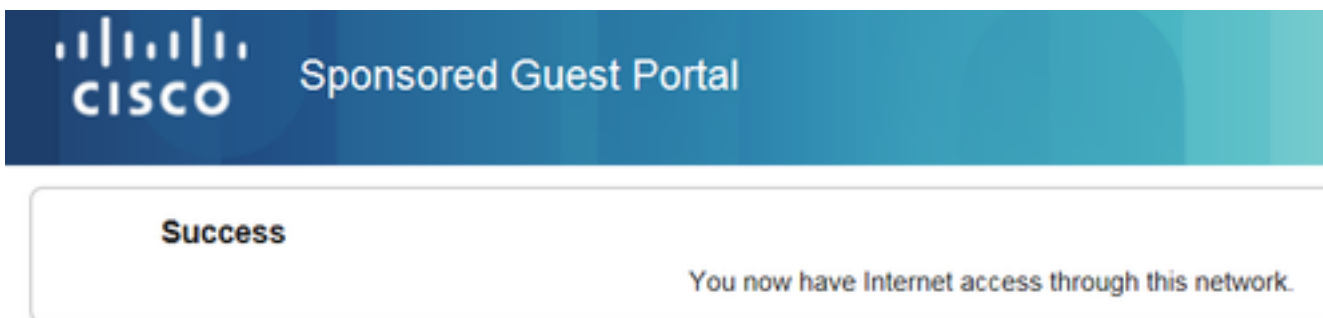 CISCO
Sponsored Guest Portal
Success
You now have Internet access through this network.